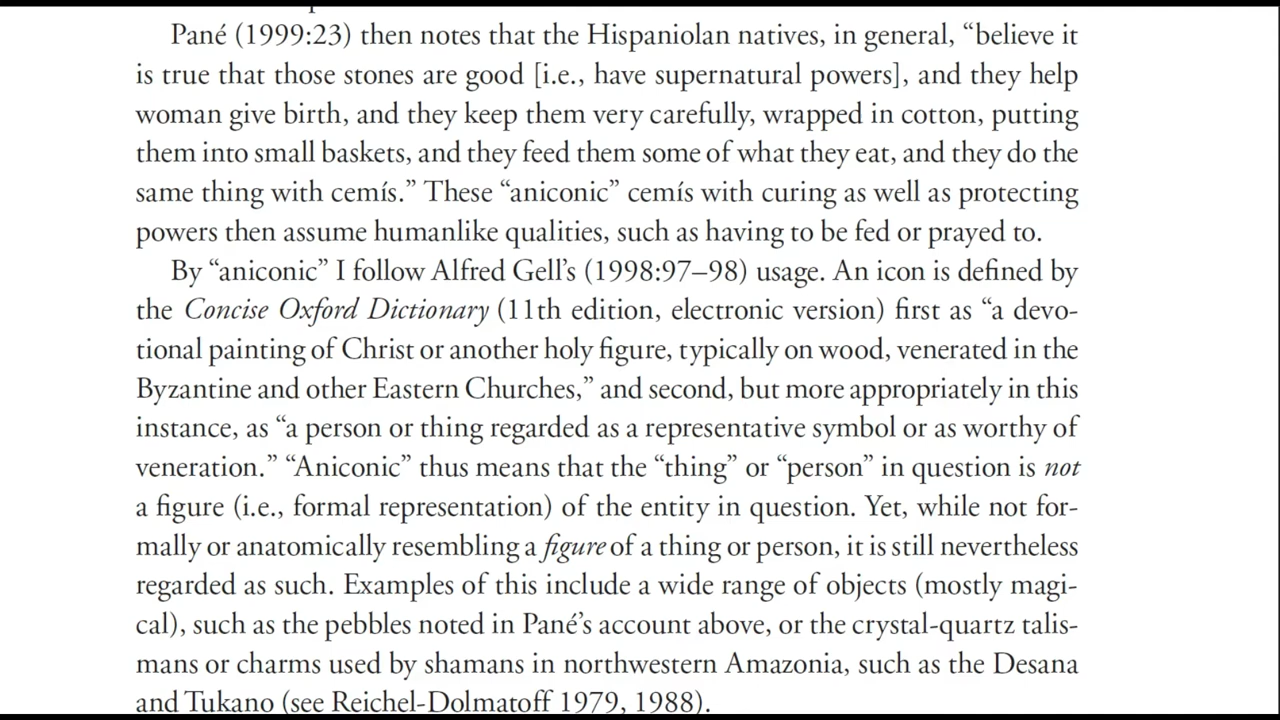 Pané (1999:23) then notes that the Hispaniolan natives, in general, “believe it
is true that those stones are good [i.e., have supernatural powers], and they help
woman give birth, and they keep them very carefully, wrapped in cotton, putting
them into small baskets, and they feed them some of what they eat, and they do the
same thing with cemís.” These “aniconic” cemís with curing as well as protecting
powers then assume humanlike qualities, such as having to be fed or prayed to.
By “aniconic” I follow Alfred Gell’s (1998:97–98) usage. An icon is defined by
the Concise Oxford Dictionary (11th edition, electronic version) first as “a devo-
tional painting of Christ or another holy figure, typically on wood, venerated in the
Byzantine and other Eastern Churches,” and second, but more appropriately in this
instance, as “a person or thing regarded as a representative symbol or as worthy of
veneration.” “Aniconic” thus means that the “thing” or “person” in question is not
a figure (i.e., formal representation) of the entity in question. Yet, while not for-
mally or anatomically resembling a figure of a thing or person, it is still nevertheless
regarded as such. Examples of this include a wide range of objects (mostly magi-
cal), such as the pebbles noted in Pané’s account above, or the crystal-quartz talis-
mans or charms used by shamans in northwestern Amazonia, such as the Desana
and Tukano (see Reichel-Dolmatoff 1979, 1988).